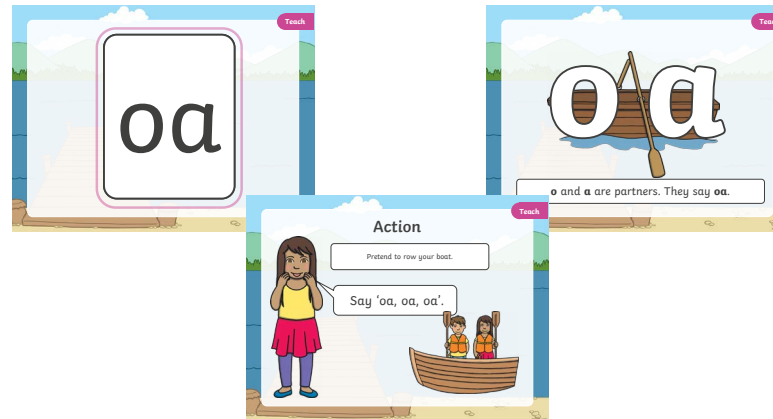 Teach
oa
Teach
oa
o and a are partners. They say oa.
Teach
Action
Pretend to row your boat.
Say ‘oa, oa, oa’.